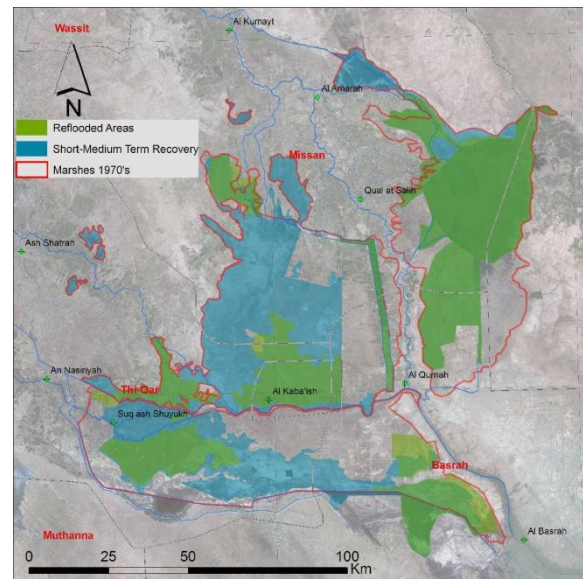 Wassit
Al Kumayt
N
Al Amarah
Reflooded Areas
Short-Medium Term Recovery
Marshes 1970's
Missan
Qual at Salih
Ash Shatrah
An Nasiriyah
Thi-Qar
Al Kaba'ish
Al Qurnah
Suq ash Shuyukh
Basrah
Muthanna
Al Basrah
0 25 50 100
Km